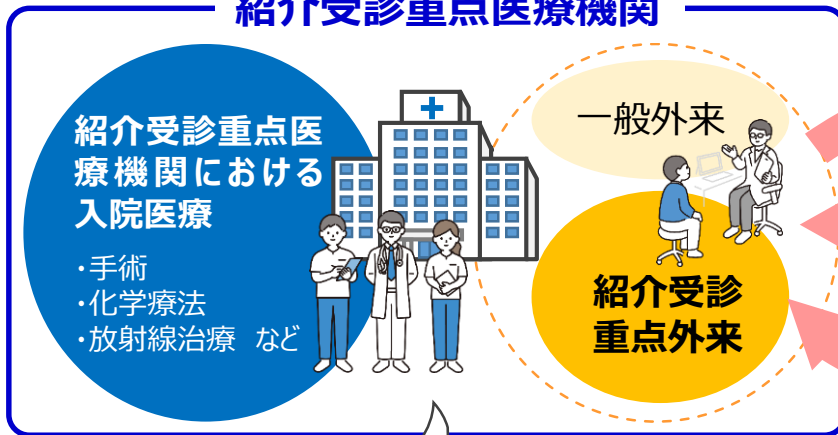 紹介受診重点医療機関
紹介受診重点医
療機関における
入院医療
・手術
・化学療法
・放射線治療 など
一般外来
紹介受診
重点外来